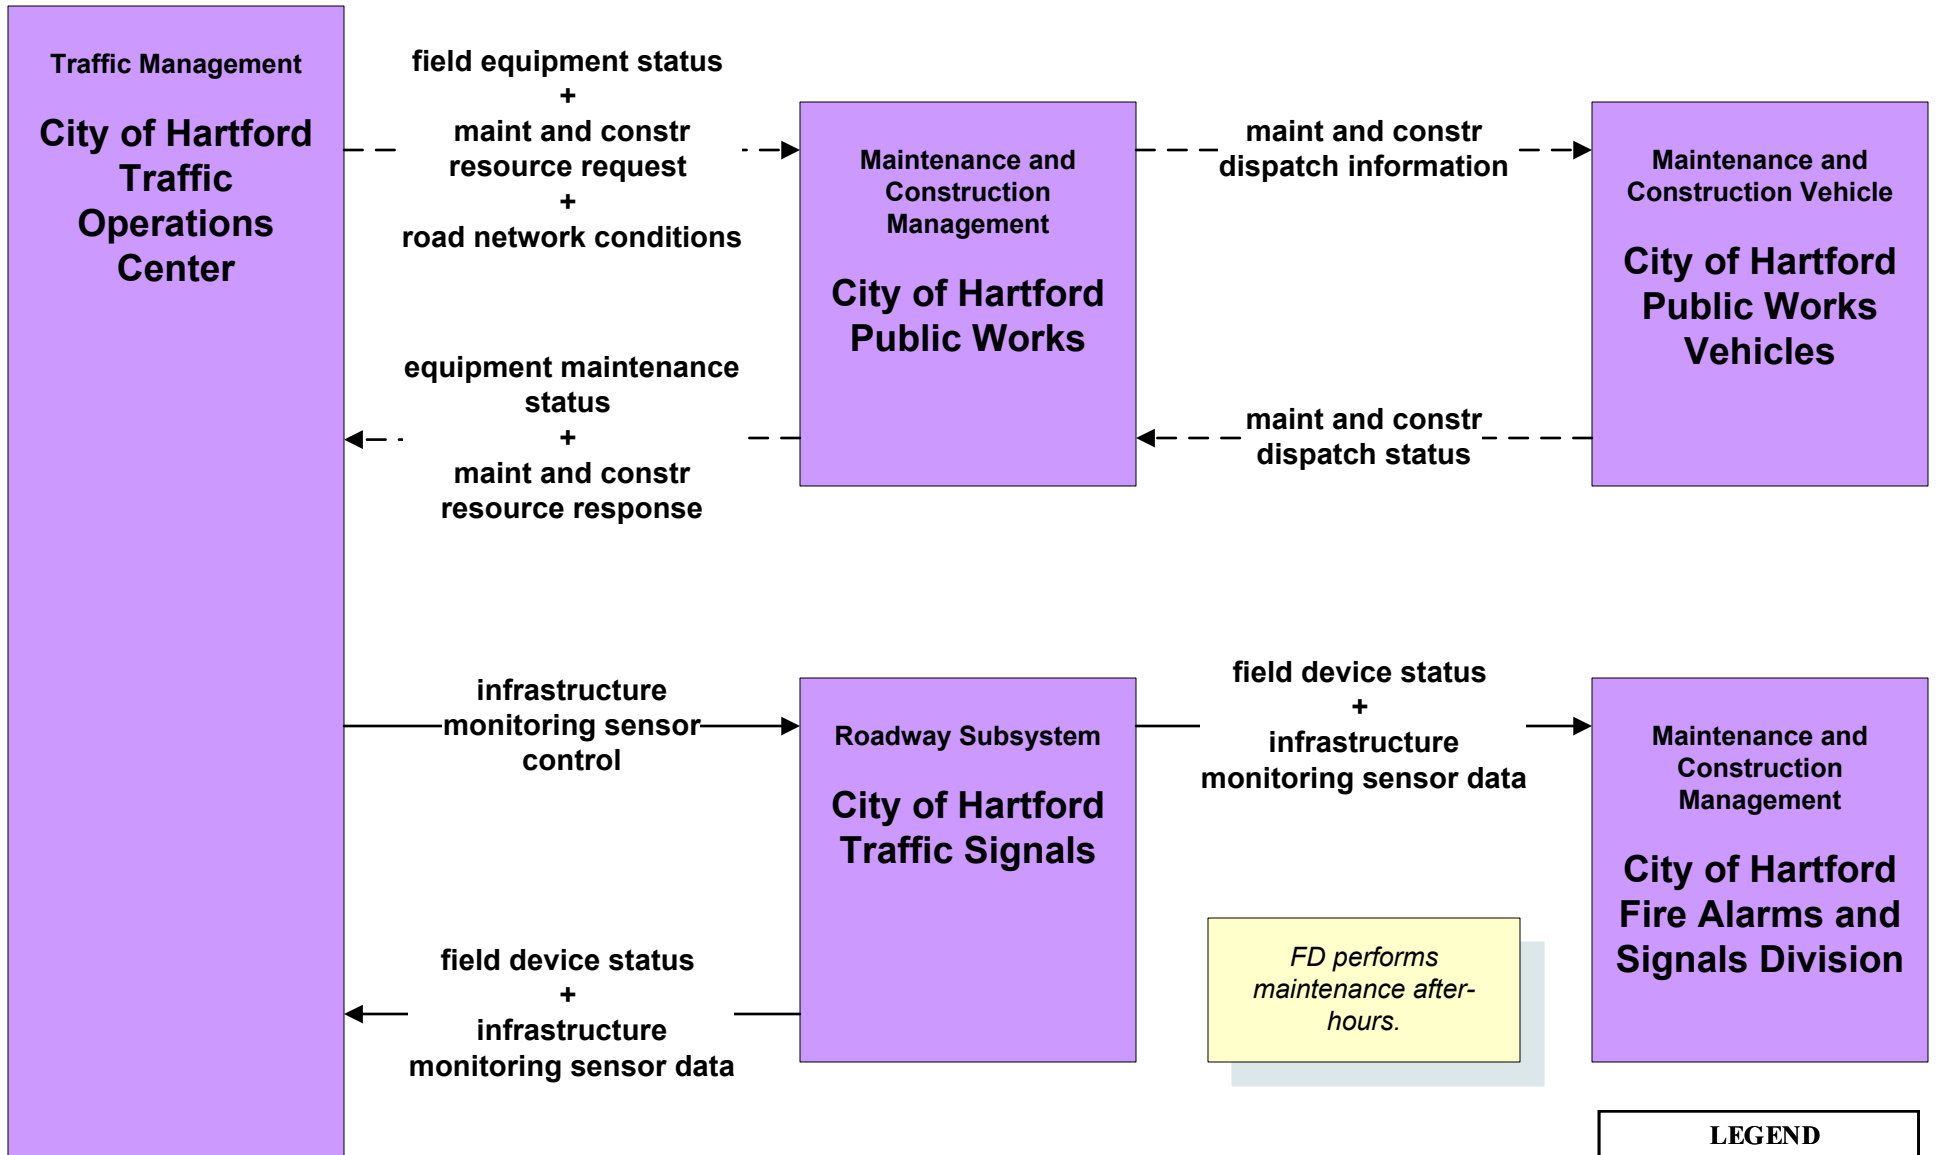 Traffic Management
City of Hartford
Traffic
Operations
Center
field equipment status
+
maint and constr
resource request
+
road network conditions
equipment maintenance
status
+
maint and constr
resource response
Maintenance and
Construction
Management
City of Hartford
Public Works
maint and constr
dispatch information
maint and constr
dispatch status
Maintenance and
Construction Vehicle
City of Hartford
Public Works
Vehicles
infrastructure
monitoring sensor
control
field device status
+
infrastructure
monitoring sensor data
Roadway Subsystem
City of Hartford
Traffic Signals
field device status
+
infrastructure
monitoring sensor data
FD performs
maintenance after-
hours.
Maintenance and
Construction
Management
City of Hartford
Fire Alarms and
Signals Division
LEGEND